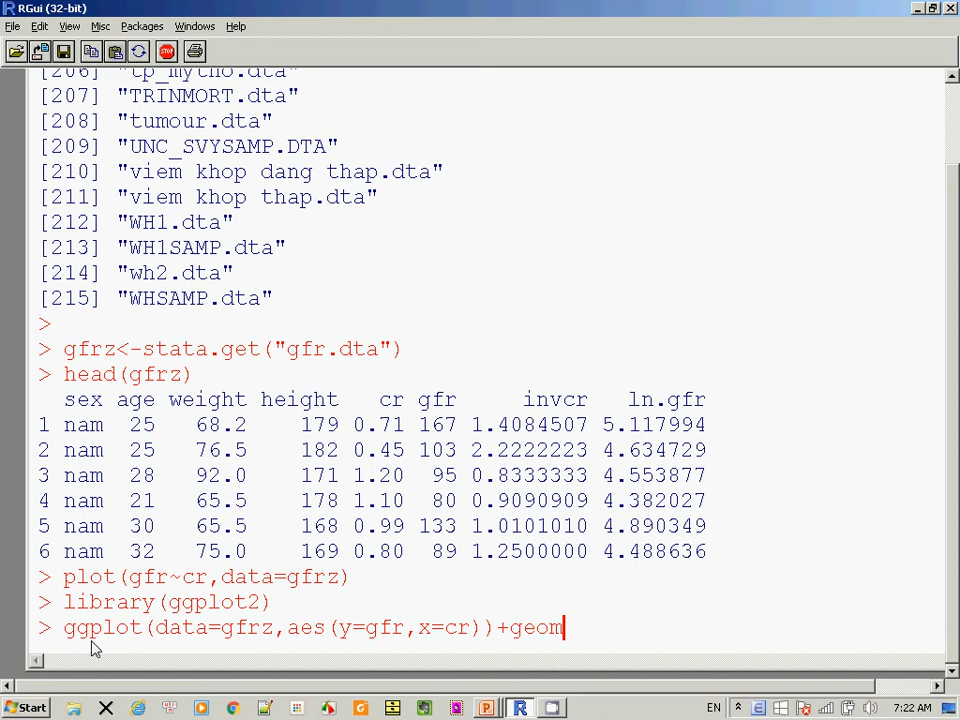 RGui (32-bit)
File Edit View Misc Packages Windows Help
STOP
[206] "tp_mytho.dta"
[207] "TRINMORT.dta"
[208] "tumour.dta"
[209] "UNC_SVYSAMP.DTA"
[210] "viem khop dang thap.dta"
[211] "viem khop thap.dta"
[212] "WH1.dta"
[213] "WH1SAMP.dta"
[214] "wh2.dta"
[215] "WHSAMP.dta"
>
> gfrz<-stata.get("gfr.dta")
> head(gfrz)
sex age weight height cr gfr invcr ln.gfr
1 nam 25 68.2 179 0.71 167 1.4084507 5.117994
2 nam 25 76.5 182 0.45 103 2.2222223 4.634729
3 nam 28 92.0 171 1.20 95 0.8333333 4.553877
4 nam 21 65.5 178 1.10 80 0.9090909 4.382027
5 nam 30 65.5 168 0.99 133 1.0101010 4.890349
6 nam 32 75.0 169 0.80 89 1.2500000 4.488636
> plot(gfr~cr,data=gfrz)
> library(ggplot2)
> ggplot(data=gfrz,aes(y=gfr,x=cr))+geom
Start
EN
7:22 AM